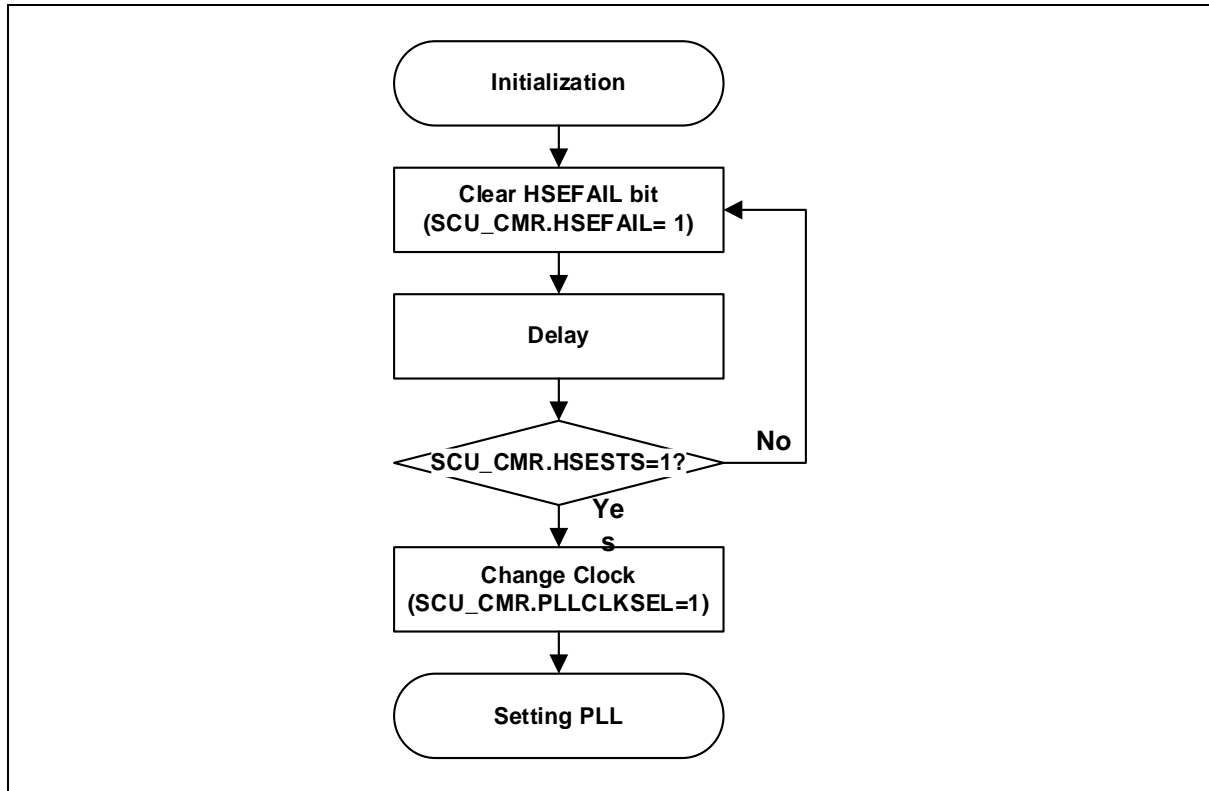 Initialization
Clear HSEFAIL bit
(SCU_CMR.HSEFAIL= 1)
Delay
SCU_CMR.HSESTS=1?
No
Ye
s
Change Clock
(SCU_CMR.PLLCLKSEL=1)
Setting PLL